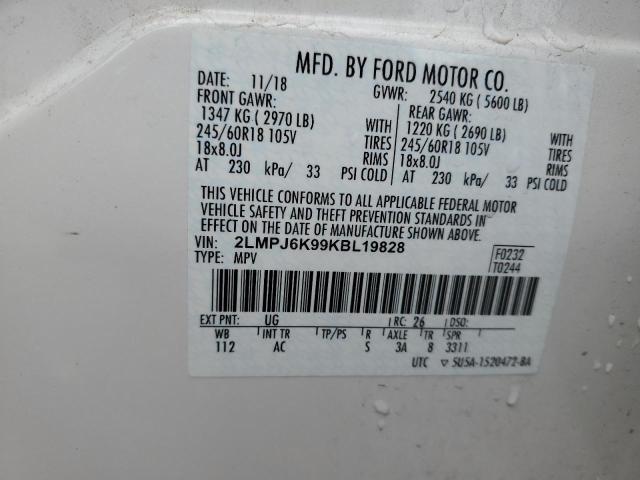 MFD. BY FORD MOTOR CO.
DATE: 11/18 GVWR: 2540 KG ( 5600 LB)
FRONT GAWR: REAR GAWR:
1347 KG ( 2970 LB) WITH 1220 KG ( 2690 LB) WITH
245/60R18 105V TIRES 245/60R18 105V TIRES
18x8.0J RIMS 18x8.0J RIMS
AT 230 kPa/ 33 PSI COLD AT 230 kPa/ 33 PSI COLD
THIS VEHICLE CONFORMS TO ALL APPLICABLE FEDERAL MOTOR
VEHICLE SAFETY AND THEFT PREVENTION STANDARDS IN
EFFECT ON THE DATE OF MANUFACTURE SHOWN ABOVE.
VIN: 2LMPJ6K99KBL19828 F0232
TYPE: MPV T0244
EXT PNT: UG RC: 26 DSO:
WB INT TR TP/PS R AXLE TR SPR
112 AC S 3A 8 3311
UTC ▽ 5U5A-1520472-BA